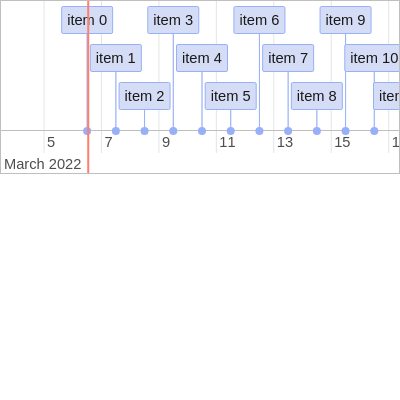 item 0 item 3 item 6 item 9
item 1 item 4 item 7 item 10
item 2 item 5 item 8
5 7 9 11 13 15
March 2022